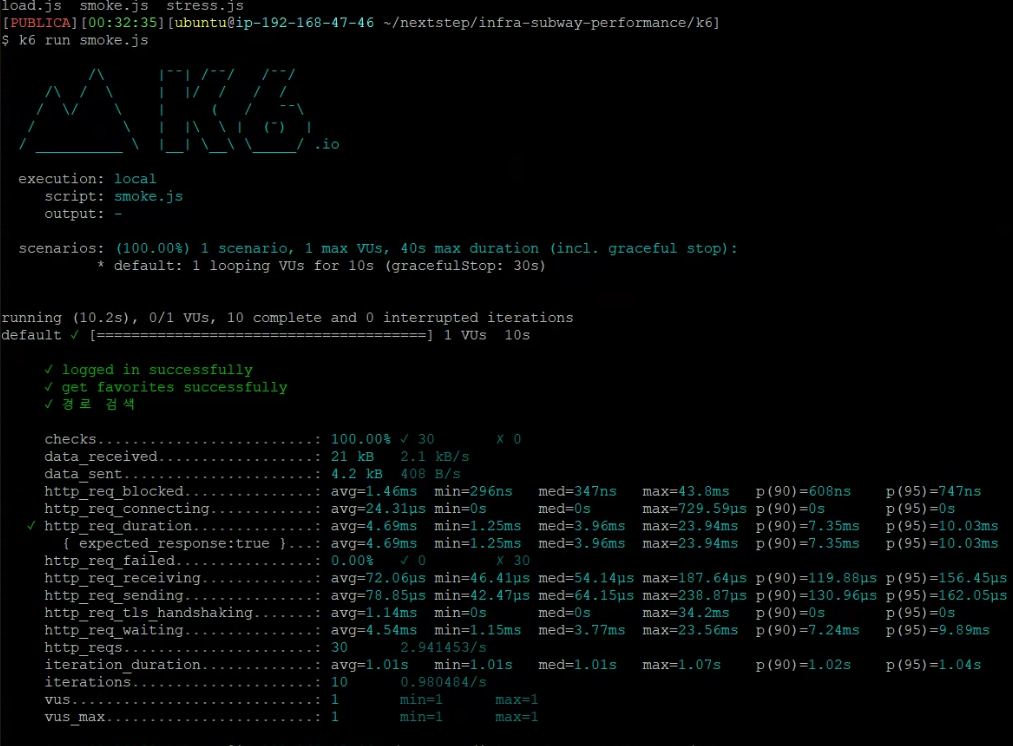 load.js  smoke.js  stress.js
[PUBLICA][00:32:35][ubuntu@ip-192-168-47-46 ~/nextstep/infra-subway-performance/k6]
$ k6 run smoke.js
.io
execution: local
script: smoke.js
output: -
scenarios: (100.00%) 1 scenario, 1 max VUs, 40s max duration (incl. graceful stop):
* default: 1 looping VUs for 10s (gracefulStop: 30s)
running (10.2s), 0/1 VUs, 10 complete and 0 interrupted iterations
default ✓ [======================================] 1 VUs  10s
✓ logged in successfully
✓ get favorites successfully
✓ 경로 검색
checks.........................: 100.00% ✓ 30       ✗ 0
data_received..................: 21 kB   2.1 kB/s
data_sent......................: 4.2 kB  408 B/s
http_req_blocked...............: avg=1.46ms  min=296ns   med=347ns   max=43.8ms   p(90)=608ns    p(95)=747ns
http_req_connecting............: avg=24.31µs min=0s      med=0s      max=729.59µs p(90)=0s       p(95)=0s
✓ http_req_duration..............: avg=4.69ms  min=1.25ms  med=3.96ms  max=23.94ms  p(90)=7.35ms   p(95)=10.03ms
{ expected_response:true }...: avg=4.69ms  min=1.25ms  med=3.96ms  max=23.94ms  p(90)=7.35ms   p(95)=10.03ms
http_req_failed................: 0.00%   ✓ 0        ✗ 30
http_req_receiving.............: avg=72.06µs min=46.41µs med=54.14µs max=187.64µs p(90)=119.88µs p(95)=156.45µs
http_req_sending...............: avg=78.85µs min=42.47µs med=64.15µs max=238.87µs p(90)=130.96µs p(95)=162.05µs
http_req_tls_handshaking.......: avg=1.14ms  min=0s      med=0s      max=34.2ms   p(90)=0s       p(95)=0s
http_req_waiting...............: avg=4.54ms  min=1.15ms  med=3.77ms  max=23.56ms  p(90)=7.24ms   p(95)=9.89ms
http_reqs......................: 30      2.941453/s
iteration_duration.............: avg=1.01s   min=1.01s   med=1.01s   max=1.07s    p(90)=1.02s    p(95)=1.04s
iterations.....................: 10      0.980484/s
vus............................: 1       min=1      max=1
vus_max........................: 1       min=1      max=1